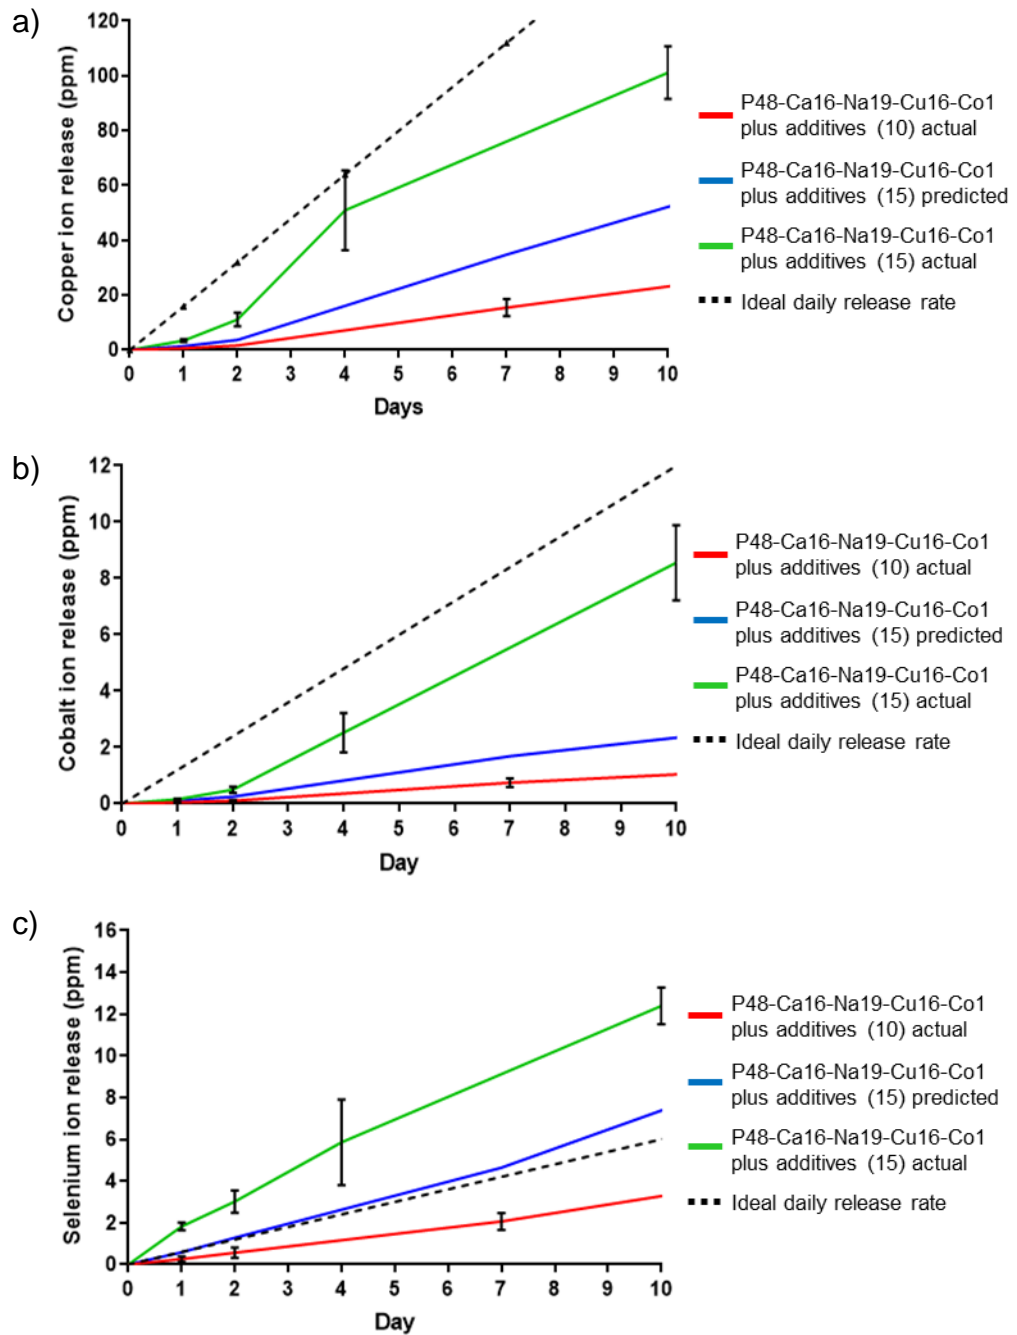 a)
Copper ion release (ppm)
120
100
80
60
40
20
0
0 1 2 3 4 5 6 7 8 9 10
Days
P48-Ca16-Na19-Cu16-Co1
plus additives (10) actual
P48-Ca16-Na19-Cu16-Co1
plus additives (15) predicted
P48-Ca16-Na19-Cu16-Co1
plus additives (15) actual
Ideal daily release rate
b)
Cobalt ion release (ppm)
12
10
8
6
4
2
0
0 1 2 3 4 5 6 7 8 9 10
Day
P48-Ca16-Na19-Cu16-Co1
plus additives (10) actual
P48-Ca16-Na19-Cu16-Co1
plus additives (15) predicted
P48-Ca16-Na19-Cu16-Co1
plus additives (15) actual
Ideal daily release rate
c)
Selenium ion release (ppm)
16
14
12
10
8
6
4
2
0
0 1 2 3 4 5 6 7 8 9 10
Day
P48-Ca16-Na19-Cu16-Co1
plus additives (10) actual
P48-Ca16-Na19-Cu16-Co1
plus additives (15) predicted
P48-Ca16-Na19-Cu16-Co1
plus additives (15) actual
Ideal daily release rate